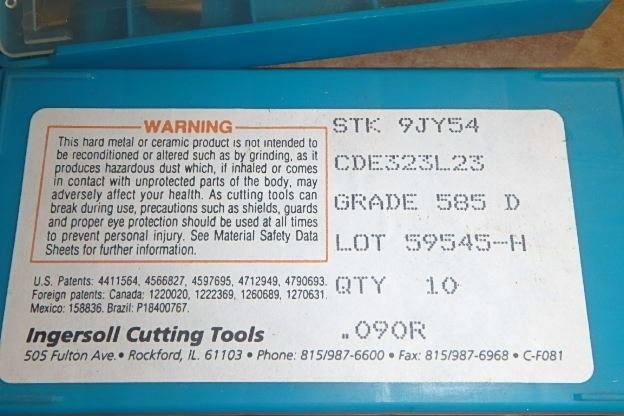 WARNING
This hard metal or ceramic product is not intended to
be reconditioned or altered such as by grinding, as it
produces hazardous dust which, if inhaled or comes
in contact with unprotected parts of the body, may
adversely affect your health. As cutting tools can
break during use, precautions such as shields, guards
and proper eye protection should be used at all times
to prevent personal injury. See Material Safety Data
Sheets for further information.
U.S. Patents: 4411564, 4566827, 4597695, 4712949, 4790693.
Foreign patents: Canada: 1220020, 1222369, 1260689, 1270631.
Mexico: 158836. Brazil: P18400767.
STK 9JY54
CDE323L23
GRADE 585 D
LOT 59545-H
QTY 10
.090R
Ingersoll Cutting Tools
505 Fulton Ave. • Rockford, IL. 61103 • Phone: 815/987-6600 • Fax: 815/987-6968 • C-F081